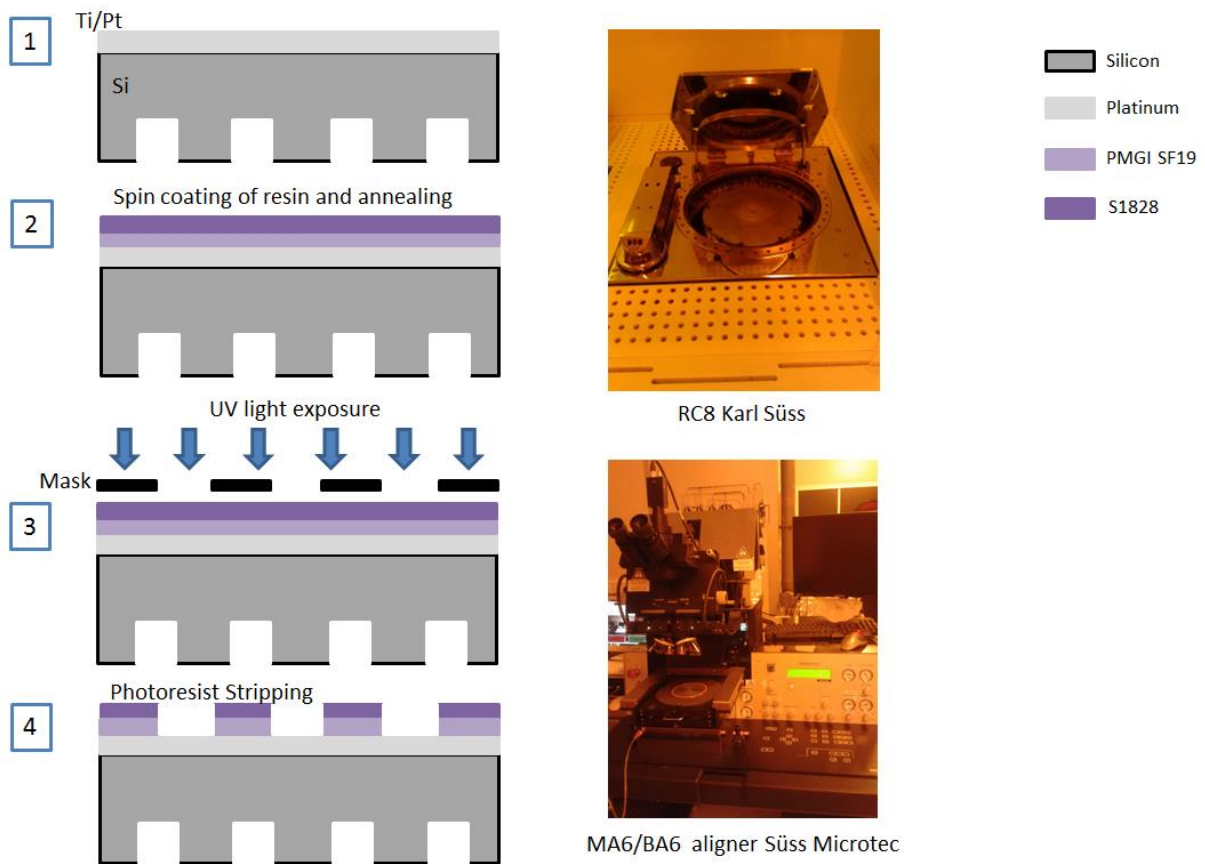 1
Ti/Pt
Si
Spin coating of resin and annealing
2
UV light exposure
Mask
3
Photoresist Stripping
4
RC8 Karl Süss
MA6/BA6 aligner Süss Microtec
Silicon
Platinum
PMGI SF19
S1828